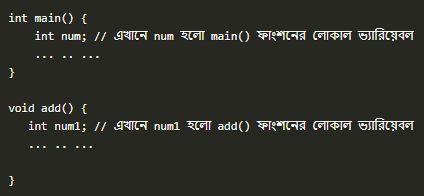 int main() {
    int num; // এখানে num হলো main() ফাংশনের লোকাল ভ্যারিয়েবল
    ... .. ...
}

void add() {
   int num1; // এখানে num1 হলো add() ফাংশনের লোকাল ভ্যারিয়েবল
   ... .. ...

}